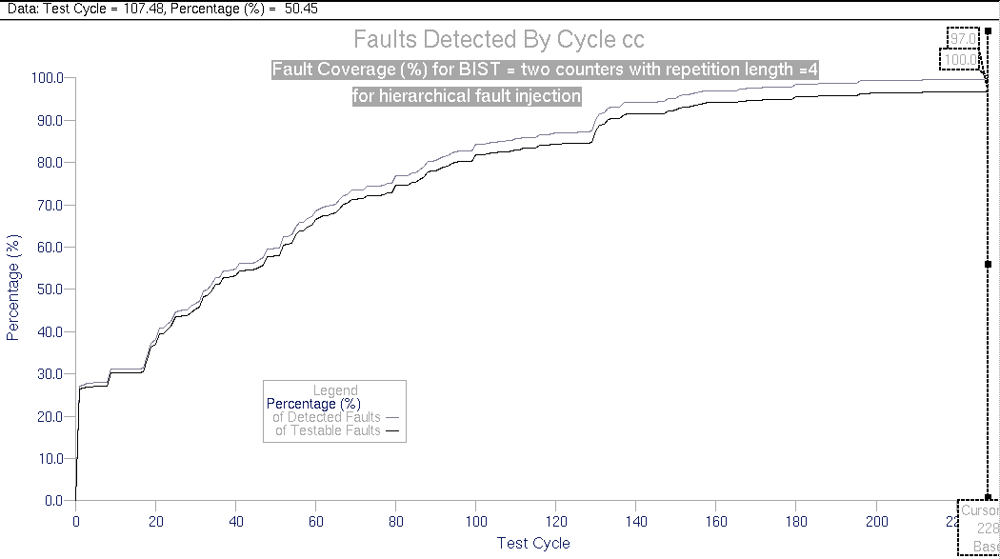 Data: Test Cycle = 107.48, Percentage (%) = 50.45
Faults Detected By Cycle cc
97.0
100.0
Fault Coverage (%) for BIST = two counters with repetition length =4
for hierarchical fault injection
100.0
90.0
80.0
70.0
60.0
50.0
40.0
30.0
20.0
10.0
0.0
Percentage (%)
Legend
Percentage (%)
of Detected Faults
of Testable Faults
0 20 40 60 80 100 120 140 160 180 200 22
Test Cycle
Cursor
228
Base